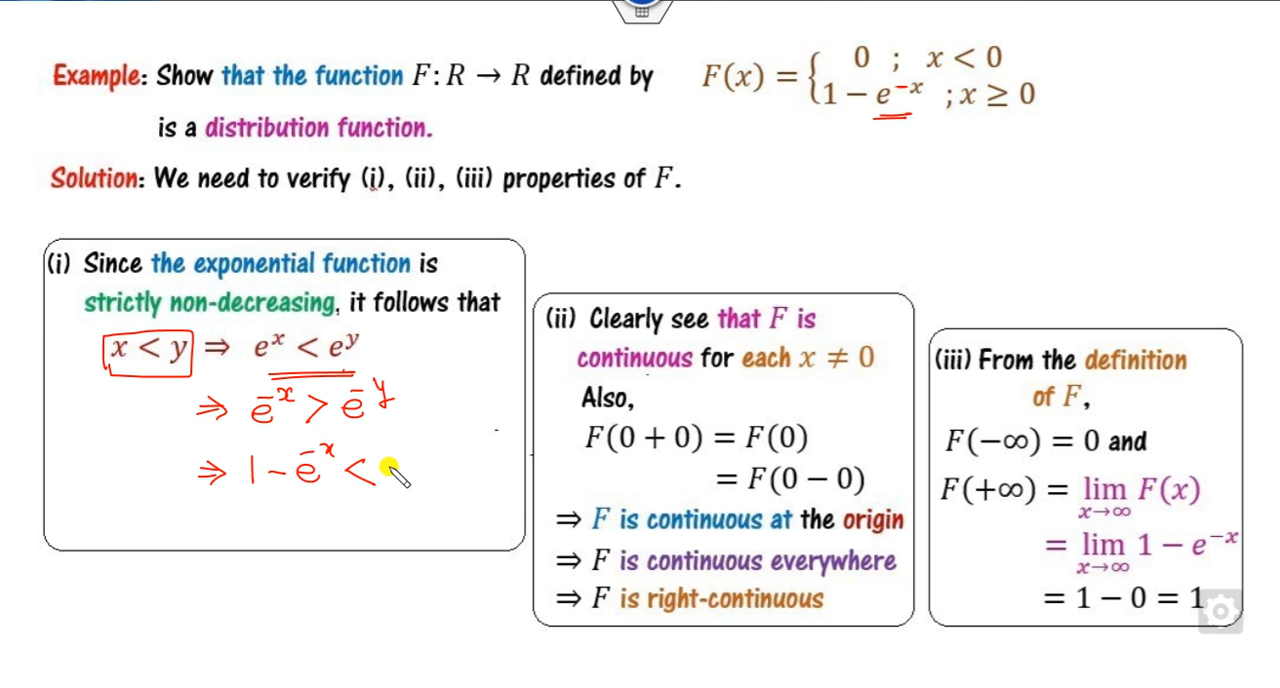 Example: Show that the function F: R → R defined by F(x) = { 0 ; x < 0
1 − e^{−x} ; x ≥ 0
is a distribution function.
Solution: We need to verify (i), (ii), (iii) properties of F.
(i) Since the exponential function is
strictly non-decreasing, it follows that
x < y ⇒ e^x < e^y
⇒ e^{-x} > e^{-y}
⇒ 1 - e^{-x} <
(ii) Clearly see that F is
continuous for each x ≠ 0
Also,
F(0 + 0) = F(0)
= F(0 − 0)
⇒ F is continuous at the origin
⇒ F is continuous everywhere
⇒ F is right-continuous
(iii) From the definition
of F,
F(−∞) = 0 and
F(+∞) = lim F(x)
x→∞
= lim 1 − e^{−x}
x→∞
= 1 − 0 = 1